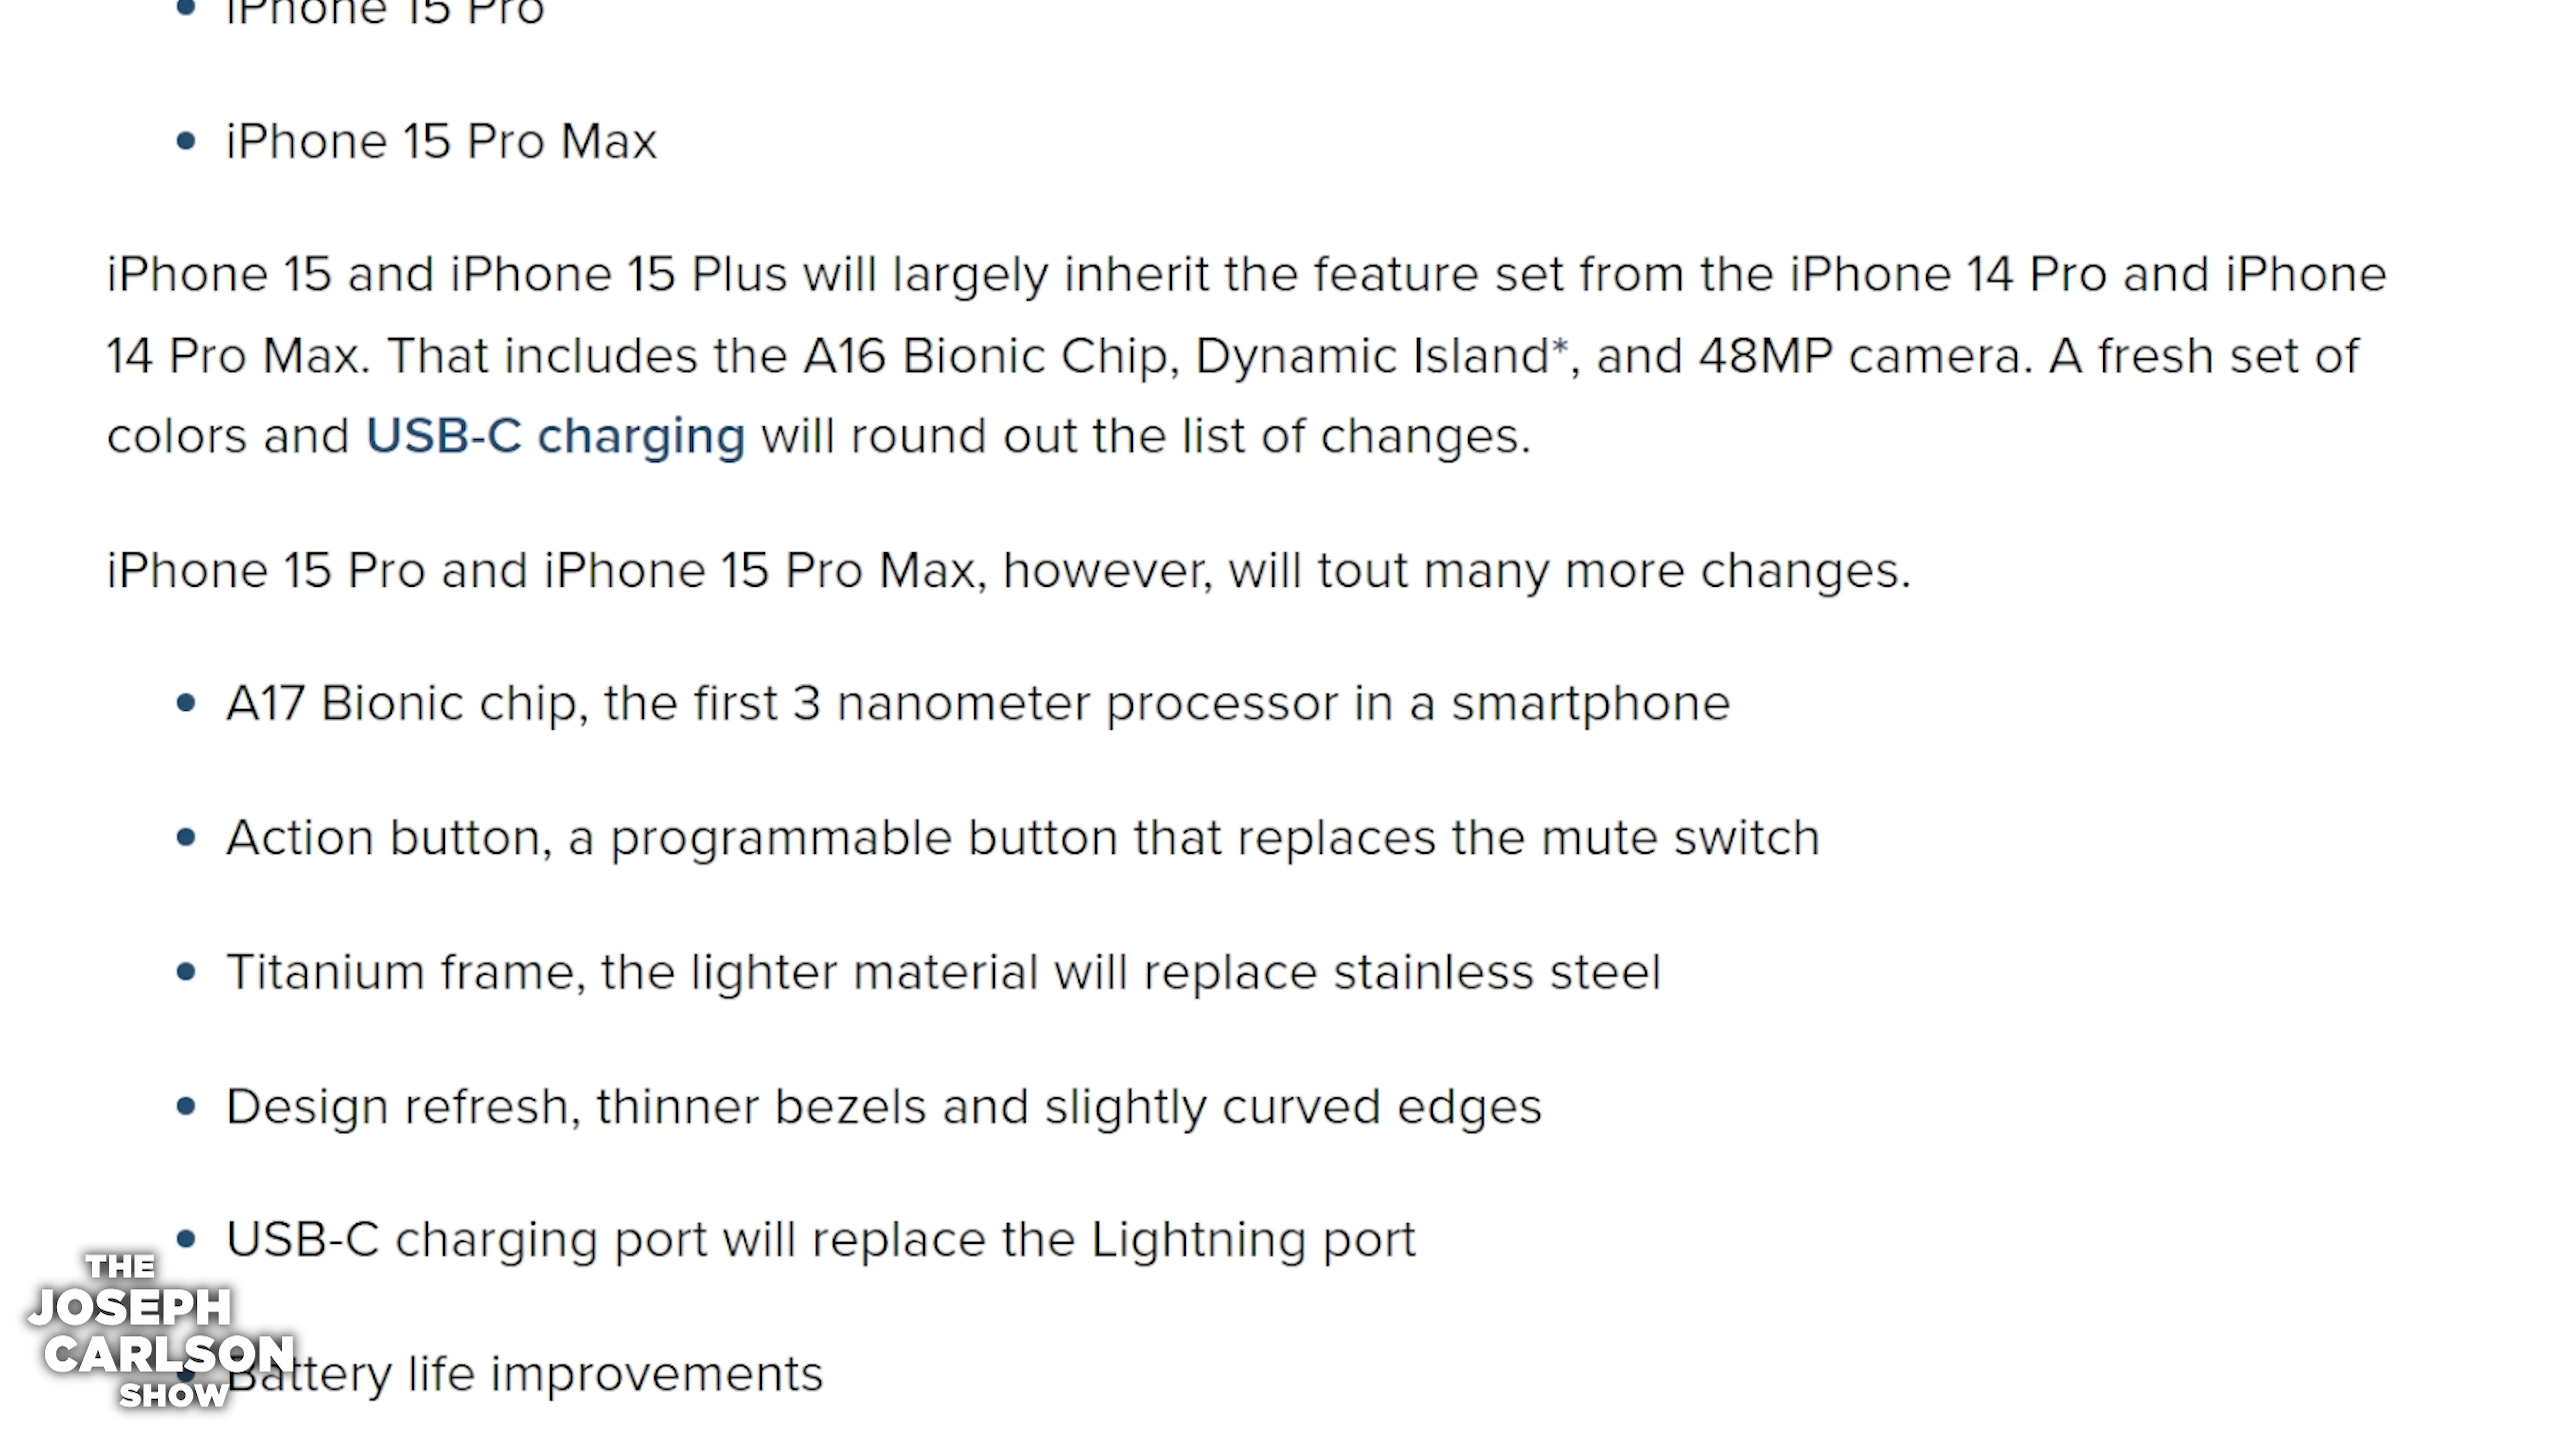 iPhone 15 Pro
iPhone 15 Pro Max
iPhone 15 and iPhone 15 Plus will largely inherit the feature set from the iPhone 14 Pro and iPhone
14 Pro Max. That includes the A16 Bionic Chip, Dynamic Island*, and 48MP camera. A fresh set of
colors and USB-C charging will round out the list of changes.
iPhone 15 Pro and iPhone 15 Pro Max, however, will tout many more changes.
A17 Bionic chip, the first 3 nanometer processor in a smartphone
Action button, a programmable button that replaces the mute switch
Titanium frame, the lighter material will replace stainless steel
Design refresh, thinner bezels and slightly curved edges
USB-C charging port will replace the Lightning port
Battery life improvements
THE
JOSEPH
CARLSON
SHOW